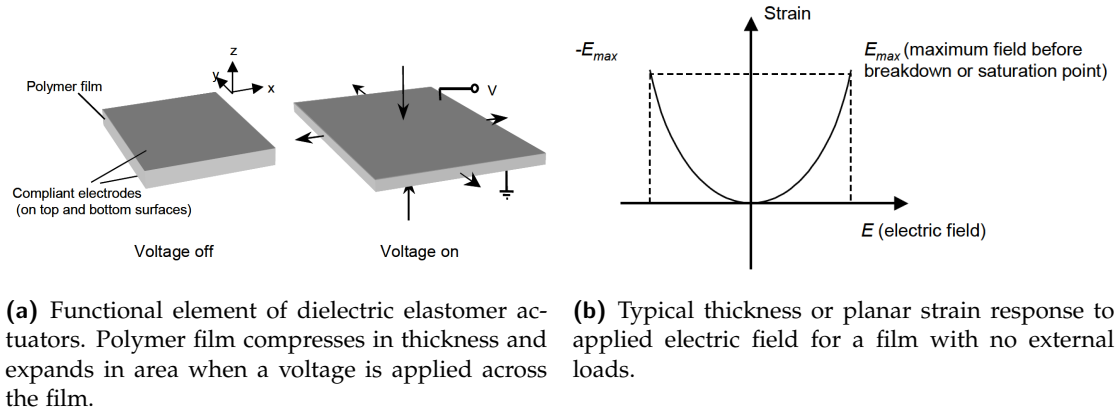 z
y
x
Polymer film
V
Compliant electrodes
(on top and bottom surfaces)
Voltage off
Voltage on
Strain
-Emax
Emax (maximum field before
breakdown or saturation point)
E (electric field)
(a) Functional element of dielectric elastomer ac-
tuators. Polymer film compresses in thickness and
expands in area when a voltage is applied across
the film.
(b) Typical thickness or planar strain response to
applied electric field for a film with no external
loads.